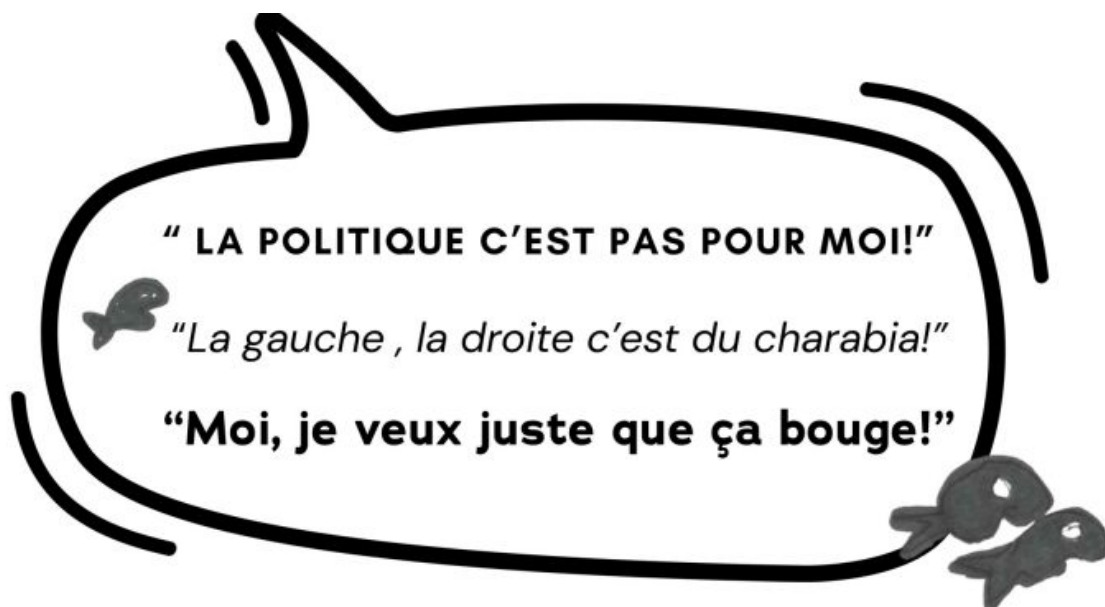 “ LA POLITIQUE C’EST PAS POUR MOI!”
“La gauche , la droite c’est du charabia!”
“Moi, je veux juste que ça bouge!”